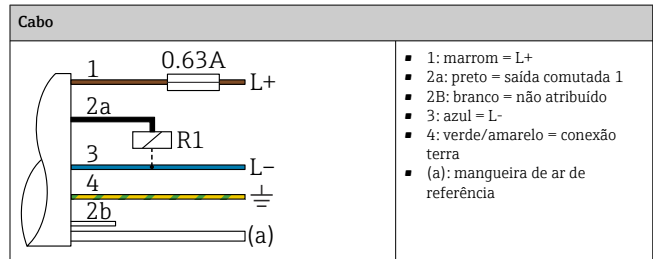 Cabo
1
0.63A
L+
2a
R1
3
L–
4
2b
(a)
▪ 1: marrom = L+
▪ 2a: preto = saída comutada 1
▪ 2B: branco = não atribuído
▪ 3: azul = L-
▪ 4: verde/amarelo = conexão
terra
▪ (a): mangueira de ar de
referência